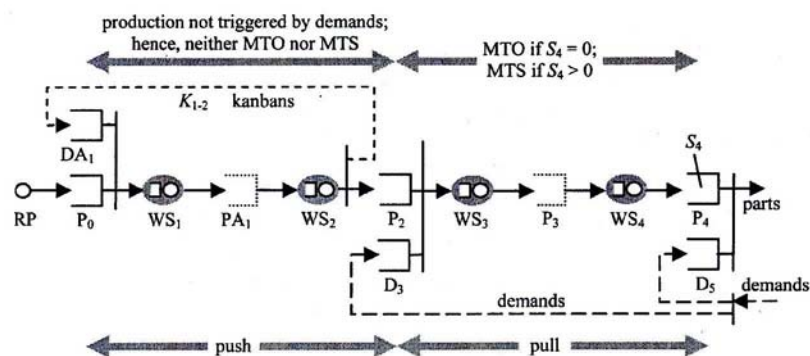 production not triggered by demands;
hence, neither MTO nor MTS
MTO if S₄ = 0;
MTS if S₄ > 0
K₁₋₂ kanbans
DA₁
S₄
RP
P₀
WS₁
PA₁
WS₂
P₂
WS₃
P₃
WS₄
P₄
parts
D₃
D₅
demands
demands
push
pull